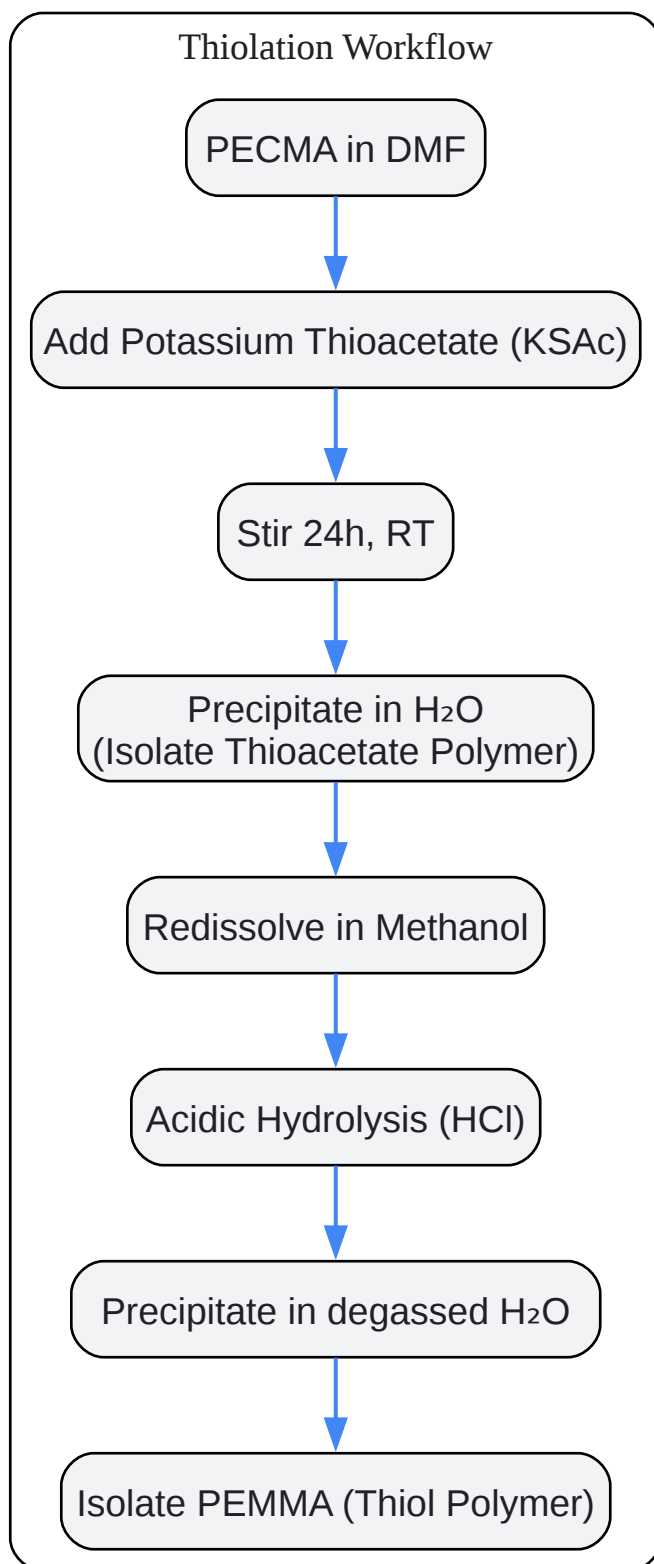 Thiolation Workflow
PECMA in DMF
Add Potassium Thioacetate (KSAc)
Stir 24h, RT
Precipitate in H₂O
(Isolate Thioacetate Polymer)
Redissolve in Methanol
Acidic Hydrolysis (HCl)
Precipitate in degassed H₂O
Isolate PEMMA (Thiol Polymer)